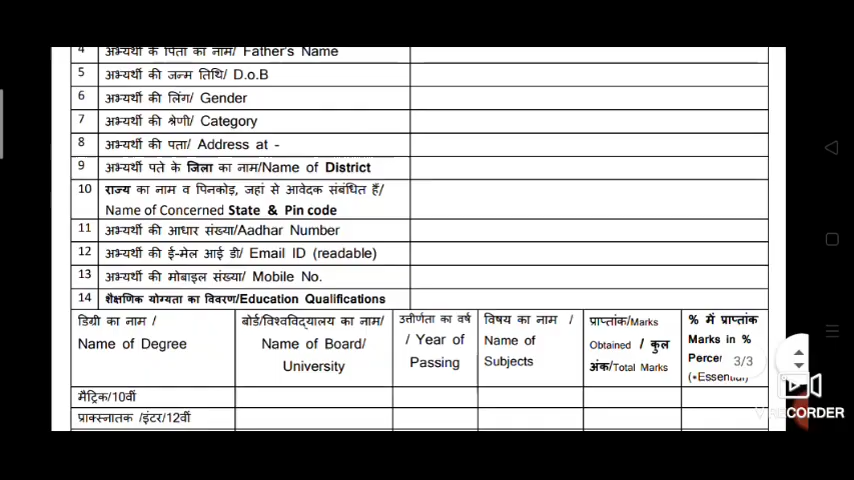 4 अभ्यर्थी के पिता का नाम/ Father's Name
5 अभ्यर्थी की जन्म तिथि/ D.o.B
6 अभ्यर्थी की लिंग/ Gender
7 अभ्यर्थी की श्रेणी/ Category
8 अभ्यर्थी की पता/ Address at -
9 अभ्यर्थी पते के जिला का नाम/Name of District
10 राज्य का नाम व पिनकोड, जहां से आवेदक संबंधित हैं/
Name of Concerned State & Pin code
11 अभ्यर्थी की आधार संख्या/Aadhar Number
12 अभ्यर्थी की ई-मेल आई डी/ Email ID (readable)
13 अभ्यर्थी की मोबाइल संख्या/ Mobile No.
14 शैक्षणिक योग्यता का विवरण/Education Qualifications
डिग्री का नाम /
Name of Degree
बोर्ड/विश्वविद्यालय का नाम/
Name of Board/
University
उत्तीर्णता का वर्ष
/ Year of
Passing
विषय का नाम /
Name of
Subjects
प्राप्तांक/Marks
Obtained / कुल
अंक/Total Marks
% में प्राप्तांक
Marks in %
(•Essential)
3/3
मैट्रिक/10वीं
प्राक्स्नातक /इंटर/12वीं
RECORDER